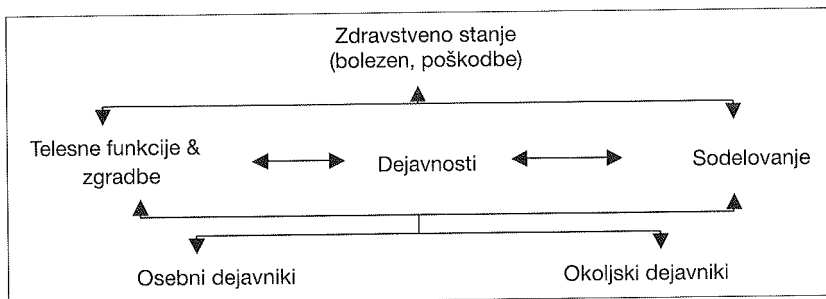 Zdravstveno stanje
(bolezen, poškodbe)
Telesne funkcije &
zgradbe
Dejavnosti
Sodelovanje
Osebni dejavniki
Okoljski dejavniki